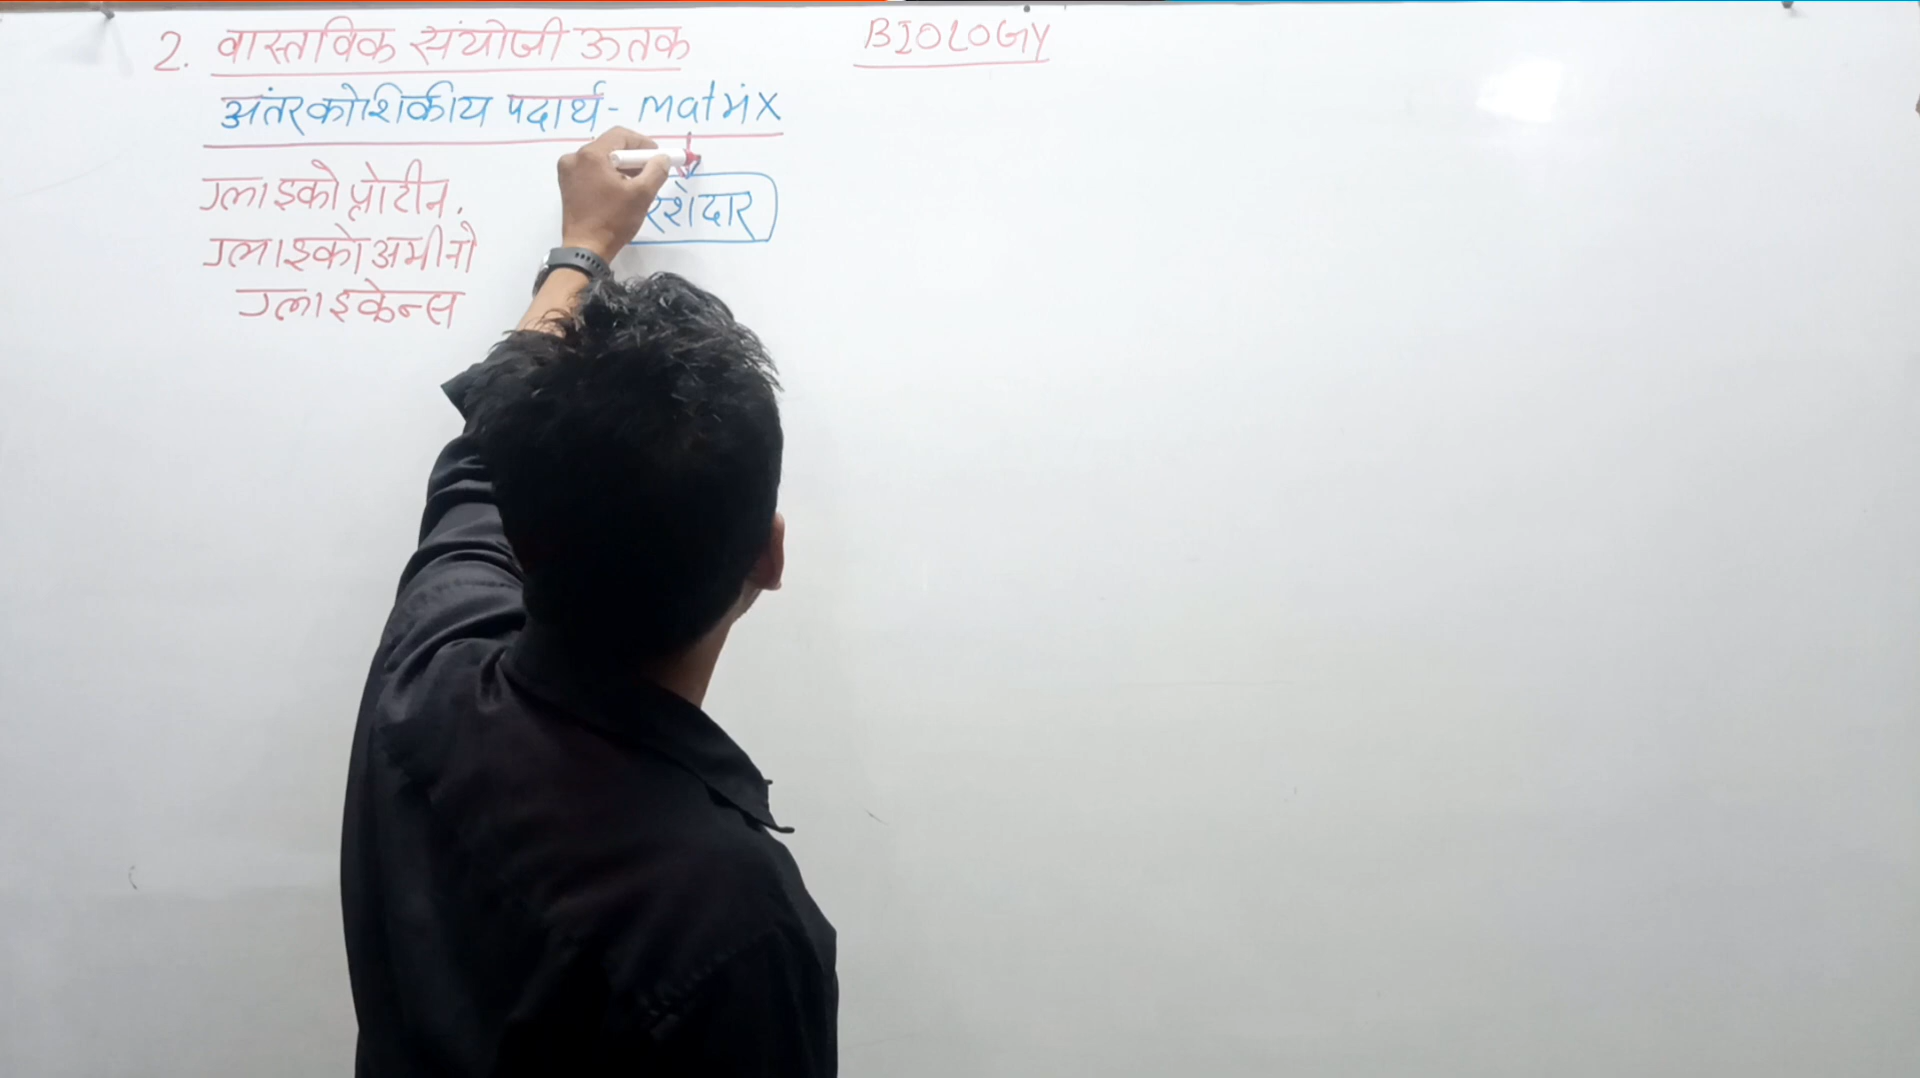 2. वास्तविक संयोजी ऊतक
BIOLOGY
अंतरकोशिकीय पदार्थ - matrix
ग्लाइको प्रोटीन.
ग्लाइको अमीनो
ग्लाइकेन्स